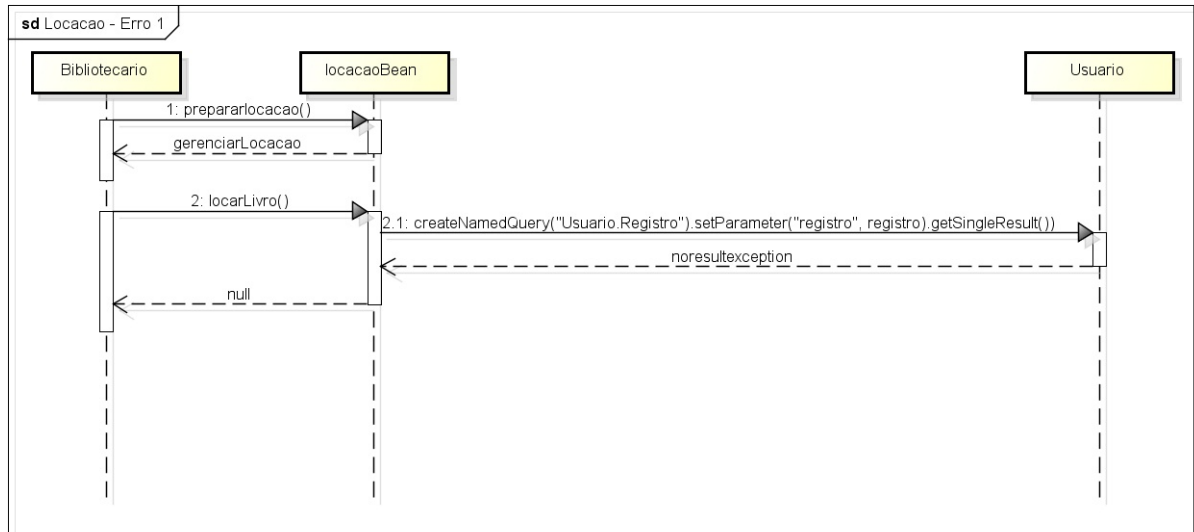 sd Locacao - Erro 1
Bibliotecario
locacaoBean
Usuario
1: prepararlocacao()
gerenciarLocacao
2: locarLivro()
2.1: createNamedQuery("Usuario.Registro").setParameter("registro", registro).getSingleResult())
noresultexception
null